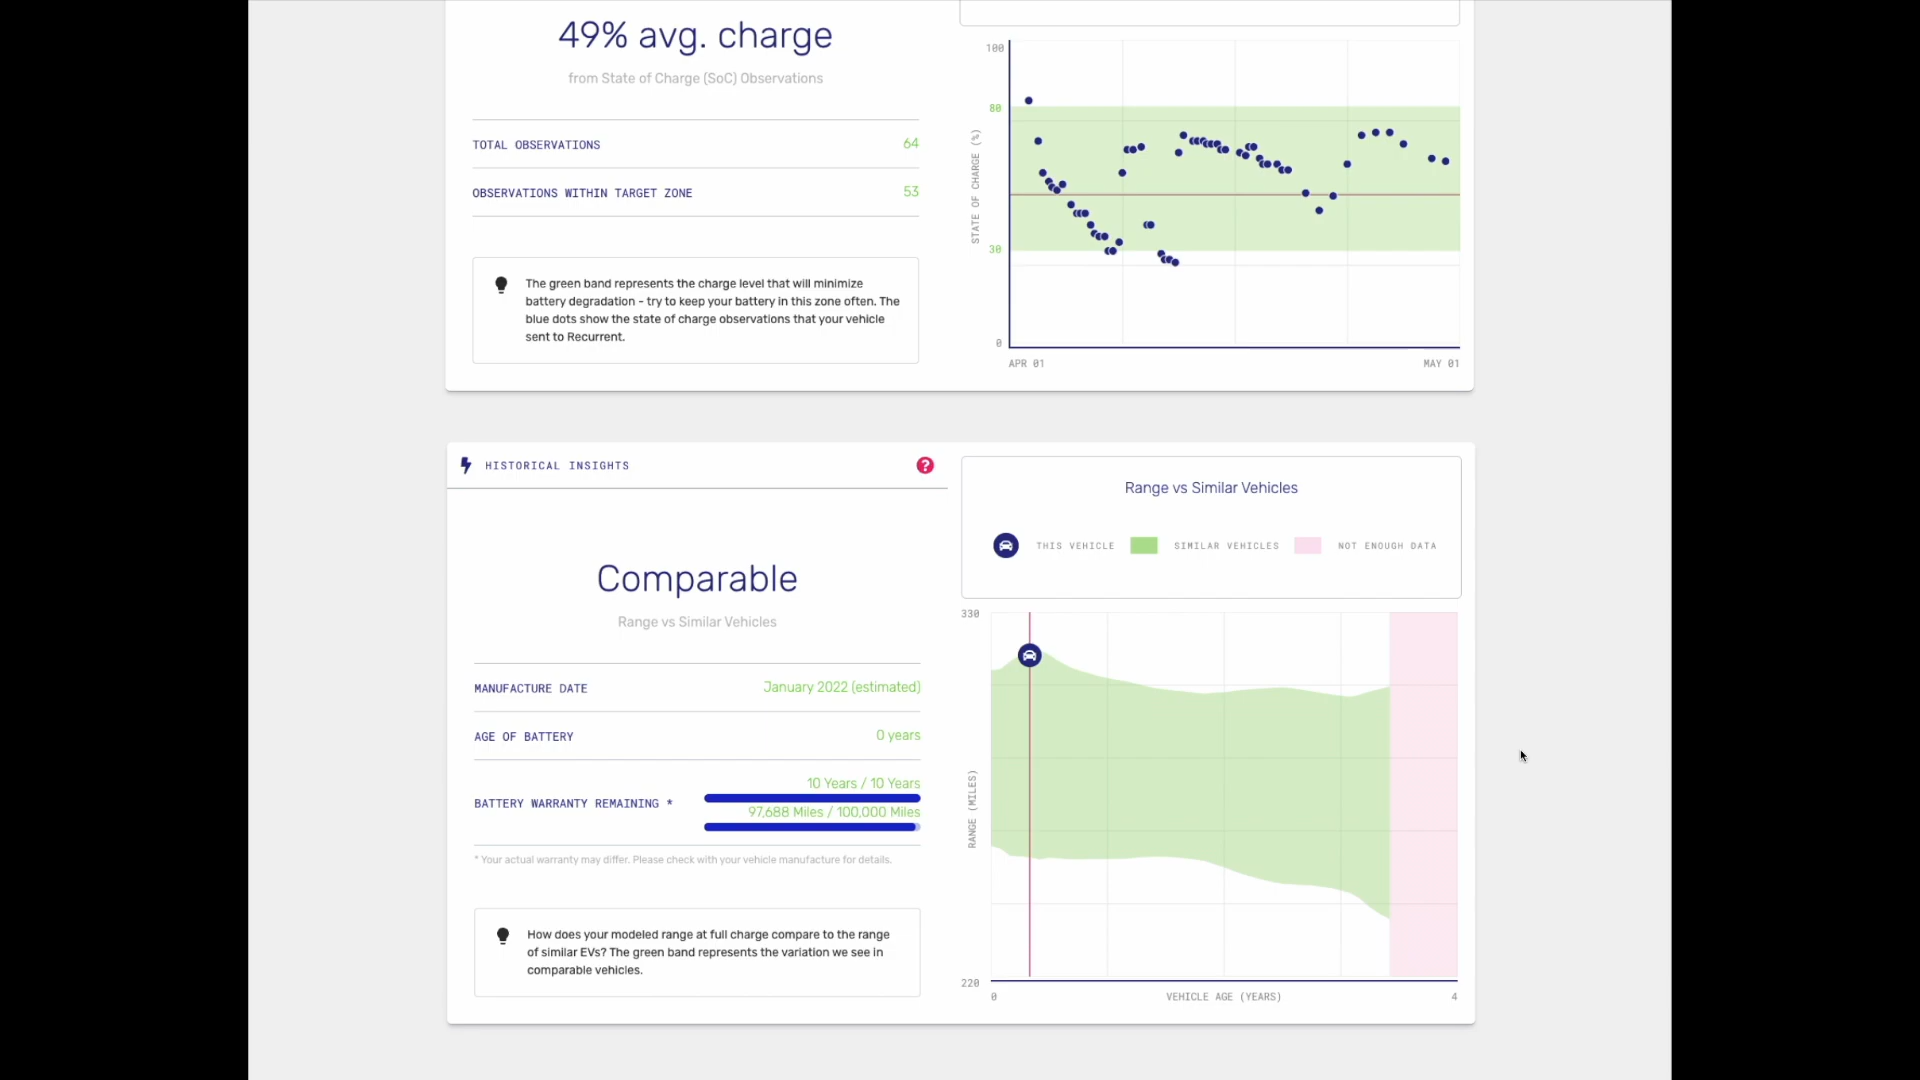 49% avg. charge
from State of Charge (SoC) Observations
TOTAL OBSERVATIONS 64
OBSERVATIONS WITHIN TARGET ZONE 53
The green band represents the charge level that will minimize
battery degradation - try to keep your battery in this zone often. The
blue dots show the state of charge observations that your vehicle
sent to Recurrent.
100
80
30
0
STATE OF CHARGE (%)
APR 01 MAY 01
HISTORICAL INSIGHTS ?
Comparable
Range vs Similar Vehicles
MANUFACTURE DATE January 2022 (estimated)
AGE OF BATTERY 0 years
BATTERY WARRANTY REMAINING *
10 Years / 10 Years
97,688 Miles / 100,000 Miles
* Your actual warranty may differ. Please check with your vehicle manufacture for details.
How does your modeled range at full charge compare to the range
of similar EVs? The green band represents the variation we see in
comparable vehicles.
Range vs Similar Vehicles
THIS VEHICLE SIMILAR VEHICLES NOT ENOUGH DATA
330
RANGE (MILES)
220
0 VEHICLE AGE (YEARS) 4